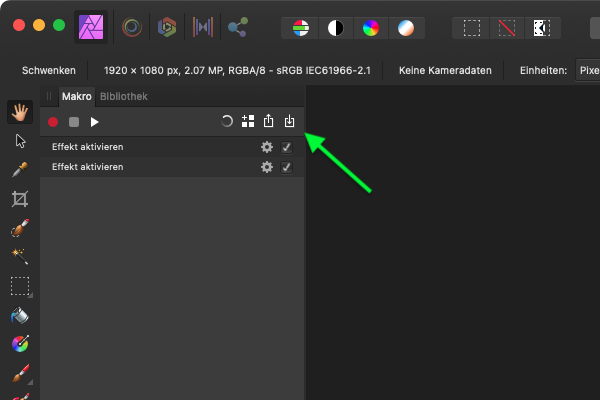 Schwenken 1920 × 1080 px, 2.07 MP, RGBA/8 - sRGB IEC61966-2.1 Keine Kameradaten Einheiten: Pixe
Makro Bibliothek
Effekt aktivieren
Effekt aktivieren